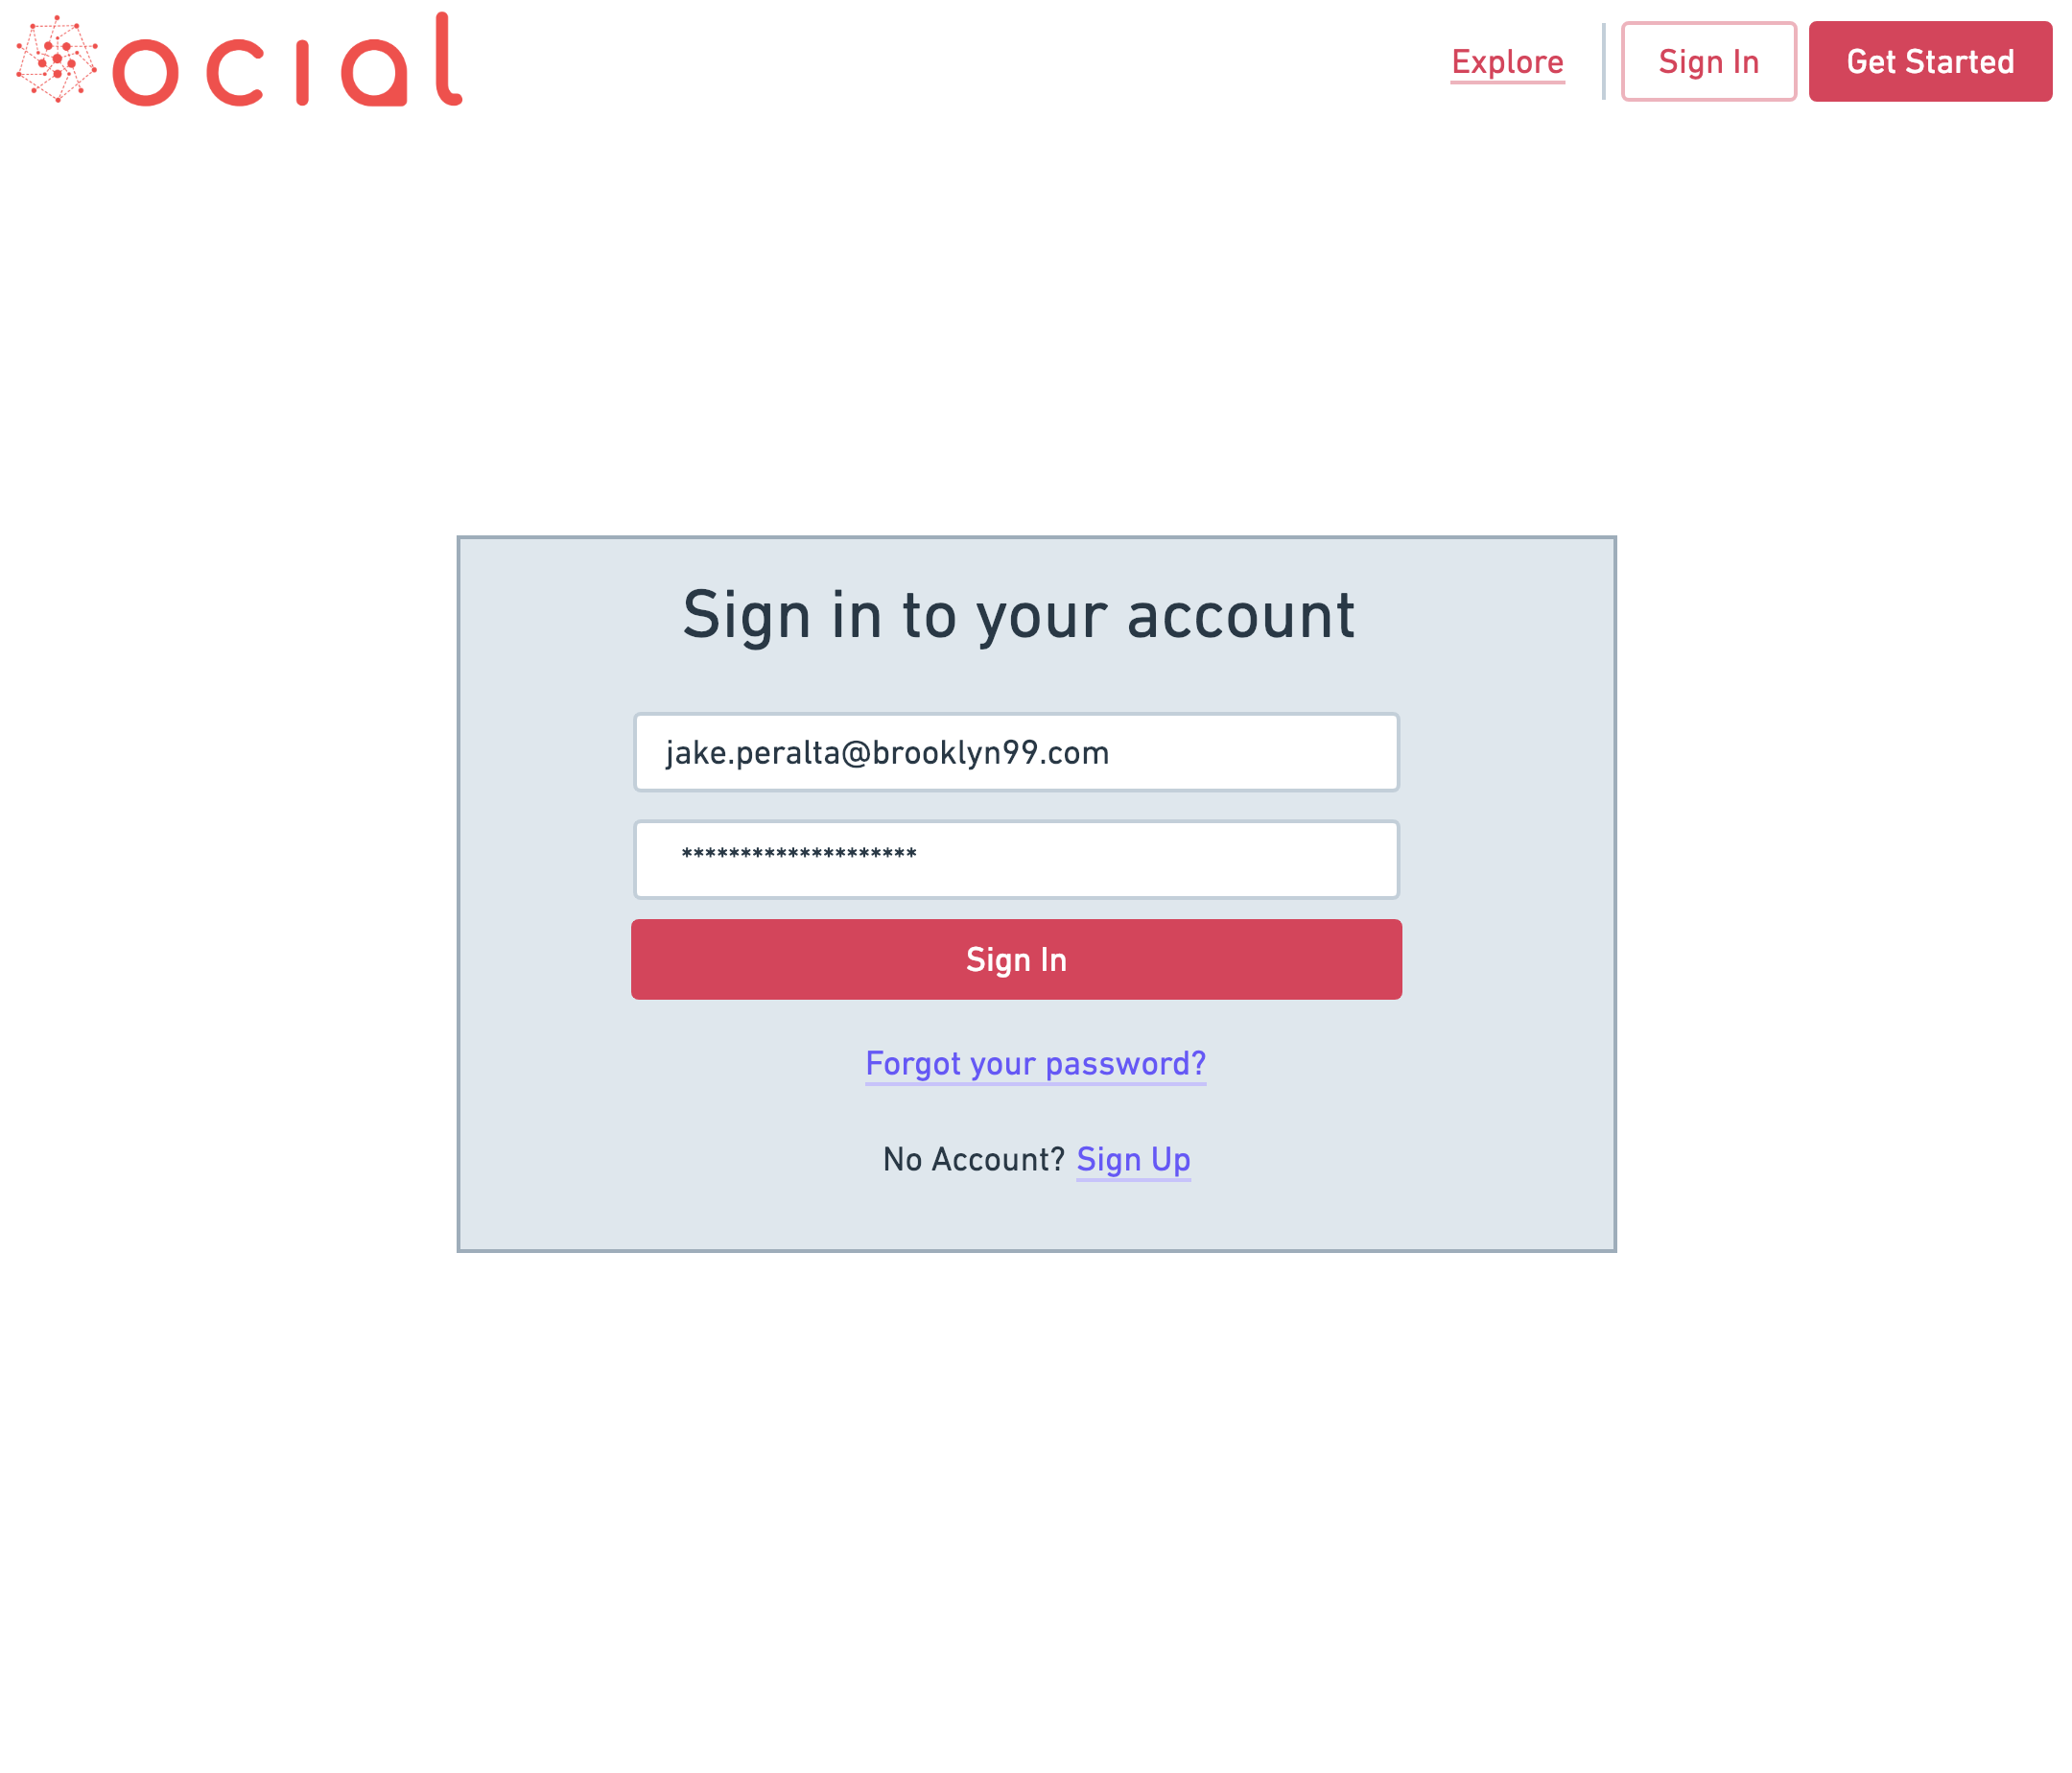 ocial
Explore
Sign In
Get Started
Sign in to your account
jake.peralta@brooklyn99.com
********************
Sign In
Forgot your password?
No Account? Sign Up